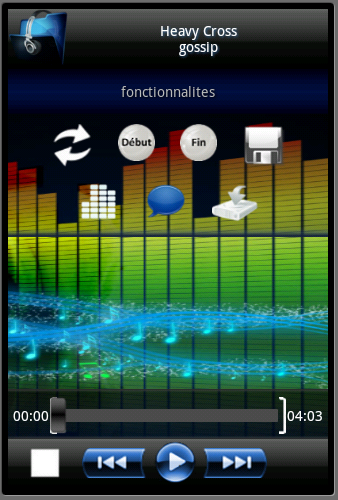 Heavy Cross
gossip
fonctionnalites
Début
Fin
00:00
04:03